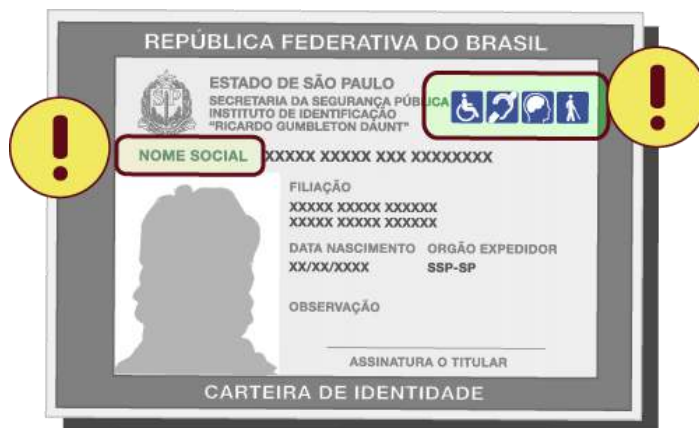 REPÚBLICA FEDERATIVA DO BRASIL
ESTADO DE SÃO PAULO
SECRETARIA DA SEGURANÇA PÚBLICA
INSTITUTO DE IDENTIFICAÇÃO
"RICARDO GUMBLETON DAUNT"
NOME SOCIAL XXXXX XXXXX XXX XXXXXXXX
FILIAÇÃO
XXXXX XXXXX XXXXXX
XXXXX XXXXX XXXXXX
DATA NASCIMENTO ORGÃO EXPEDIDOR
XX/XX/XXXX SSP-SP
OBSERVAÇÃO
ASSINATURA O TITULAR
CARTEIRA DE IDENTIDADE
! !